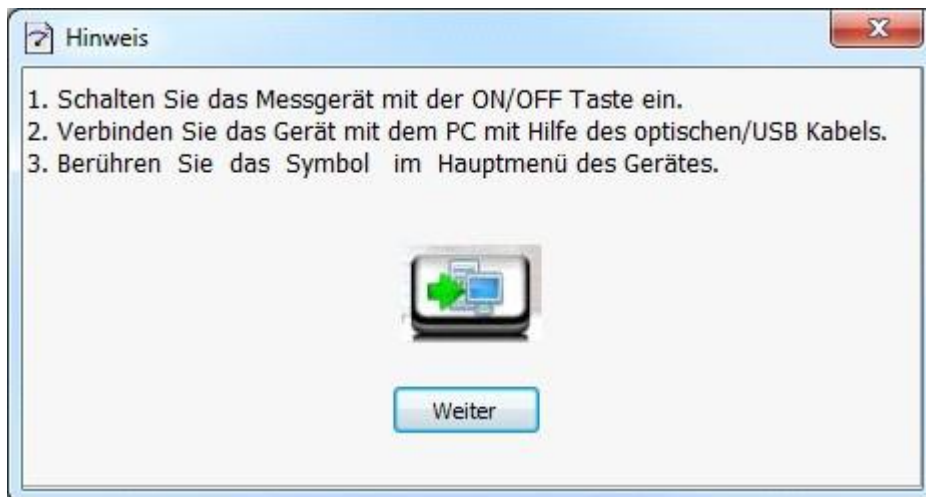 Hinweis
1. Schalten Sie das Messgerät mit der ON/OFF Taste ein.
2. Verbinden Sie das Gerät mit dem PC mit Hilfe des optischen/USB Kabels.
3. Berühren Sie das Symbol im Hauptmenü des Gerätes.
Weiter